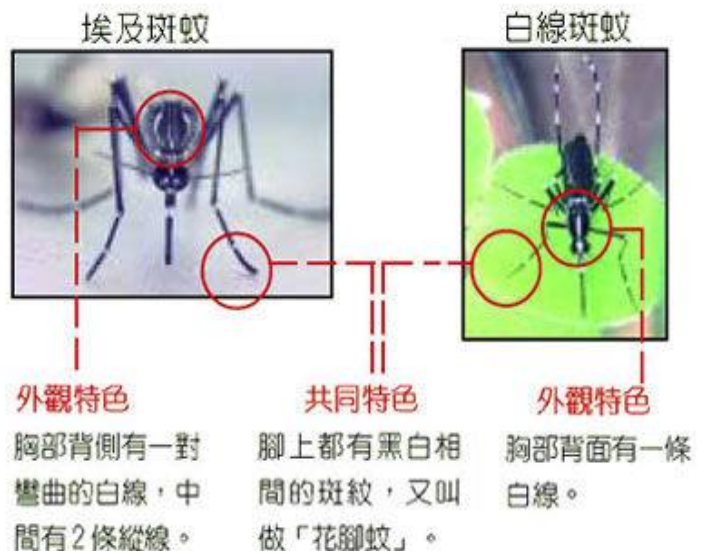 埃及斑蚊
白線斑蚊
外觀特色
胸部背側有一對
彎曲的白線，中
間有2條縱線。
共同特色
腳上都有黑白相
間的斑紋，又叫
做「花腳蚊」。
外觀特色
胸部背面有一條
白線。